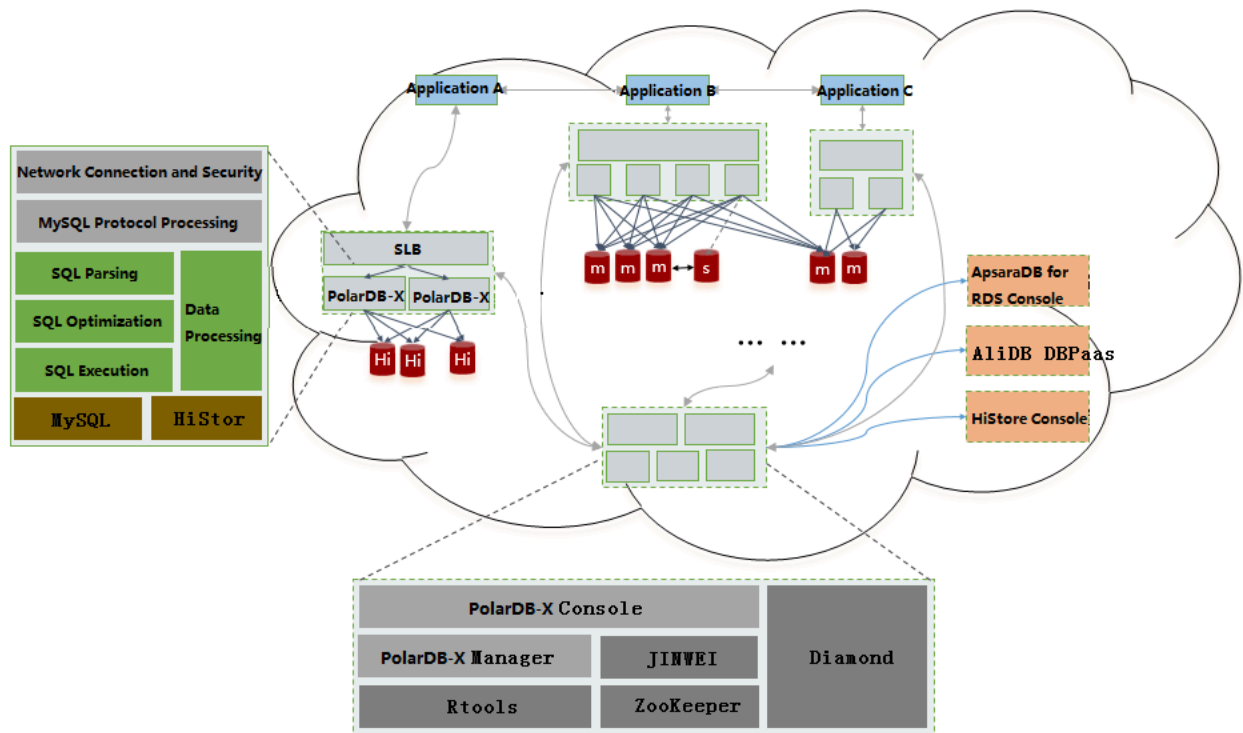 Application A
Application B
Application C
Network Connection and Security
MySQL Protocol Processing
SQL Parsing
SQL Optimization
SQL Execution
Data
Processing
MySQL
HiStor
SLB
PolarDB-X
PolarDB-X
Hi
Hi
Hi
m
m
m
s
m
m
... ...
ApsaraDB for
RDS Console
AliDB DBPaas
HiStore Console
PolarDB-X Console
PolarDB-X Manager
JINWEI
Diamond
Rtools
ZooKeeper